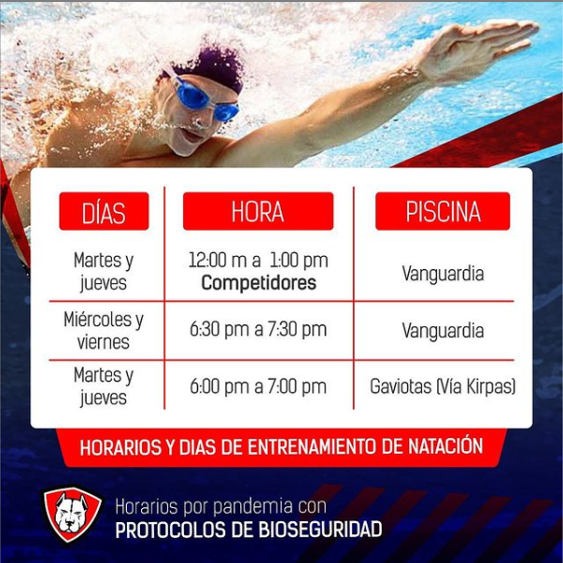 DÍAS HORA PISCINA
Martes y
jueves
12:00 m a 1:00 pm
Competidores
Vanguardia
Miércoles y
viernes
6:30 pm a 7:30 pm
Vanguardia
Martes y
jueves
6:00 pm a 7:00 pm
Gaviotas (Vía Kirpas)
HORARIOS Y DIAS DE ENTRENAMIENTO DE NATACIÓN
Horarios por pandemia con
PROTOCOLOS DE BIOSEGURIDAD